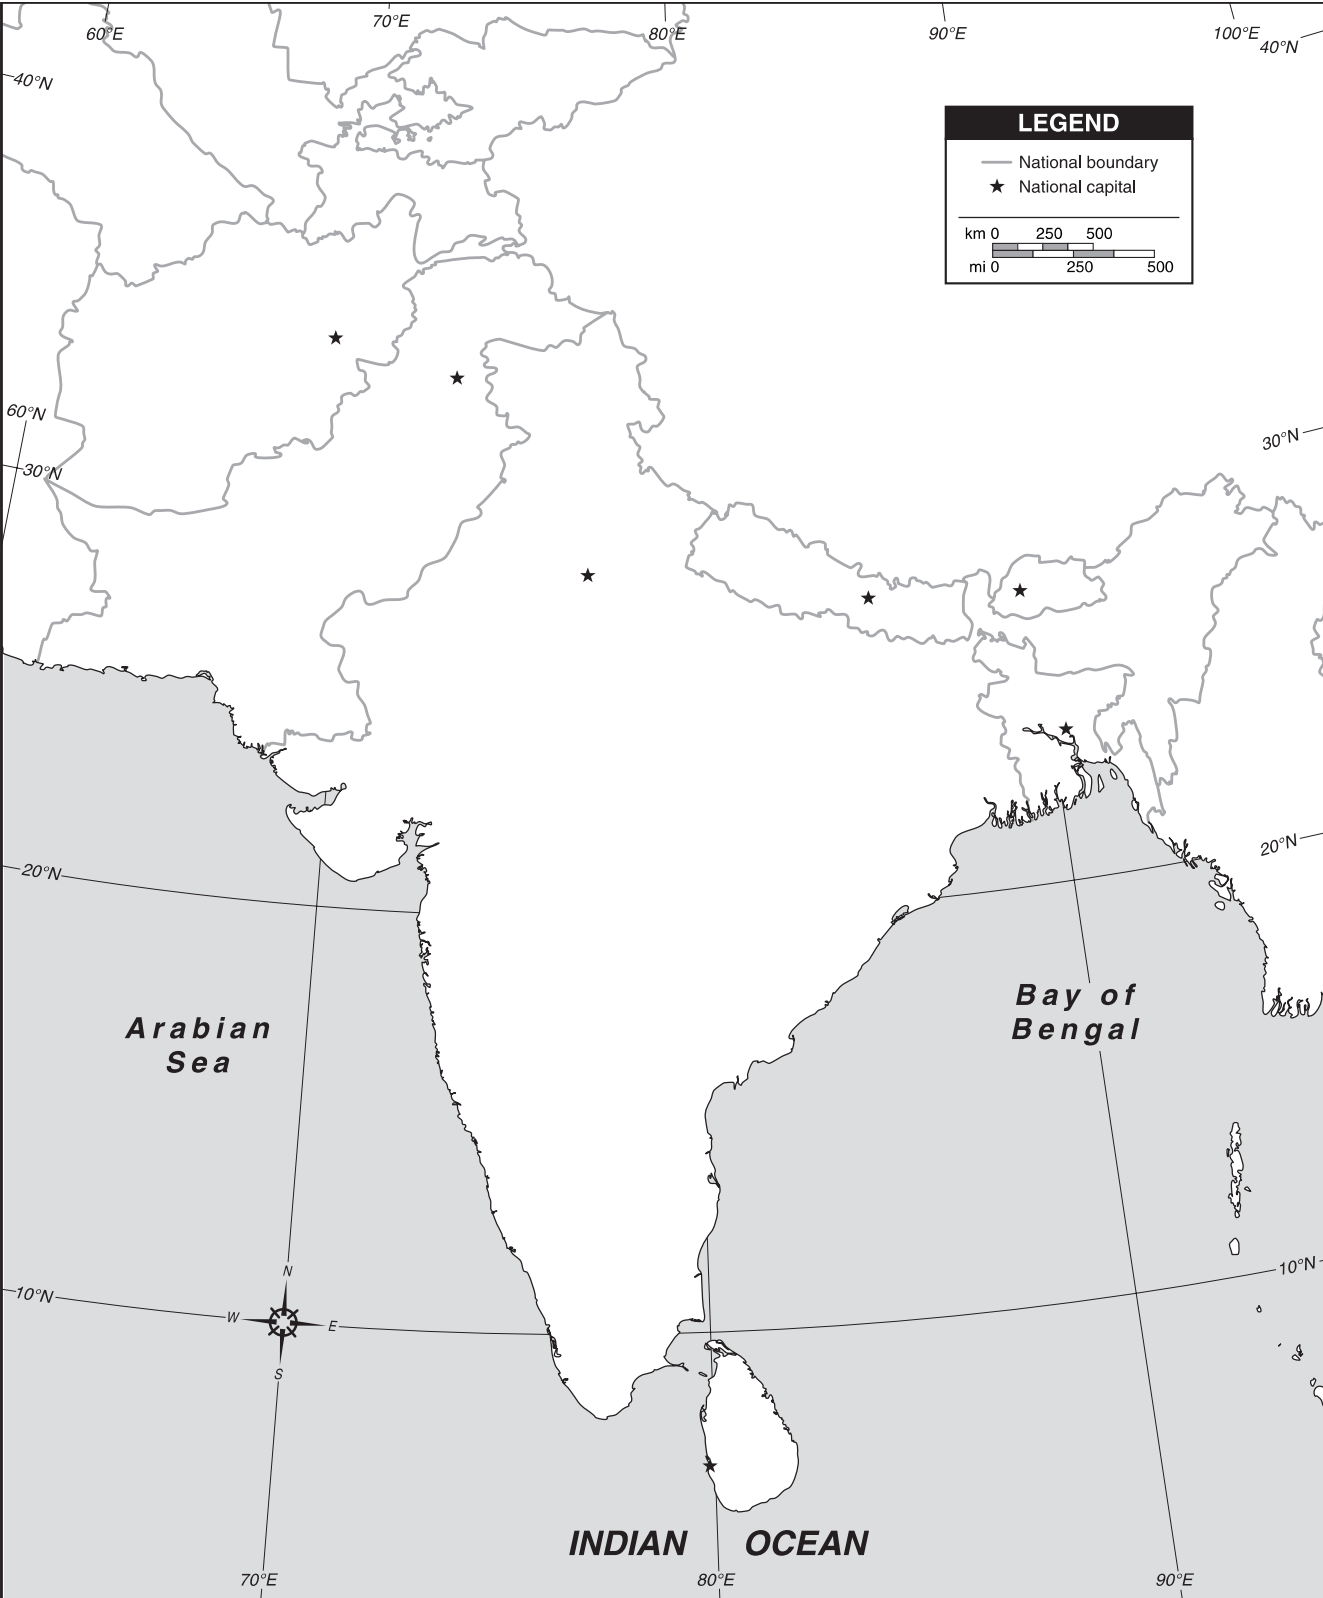 60°E
70°E
80°E
90°E
100°E
40°N
40°N
LEGEND
National boundary
National capital
km 0 250 500
mi 0 250 500
60°N
30°N
30°N
20°N
20°N
Arabian
Sea
Bay of
Bengal
10°N
10°N
N
W
E
S
INDIAN OCEAN
70°E
80°E
90°E